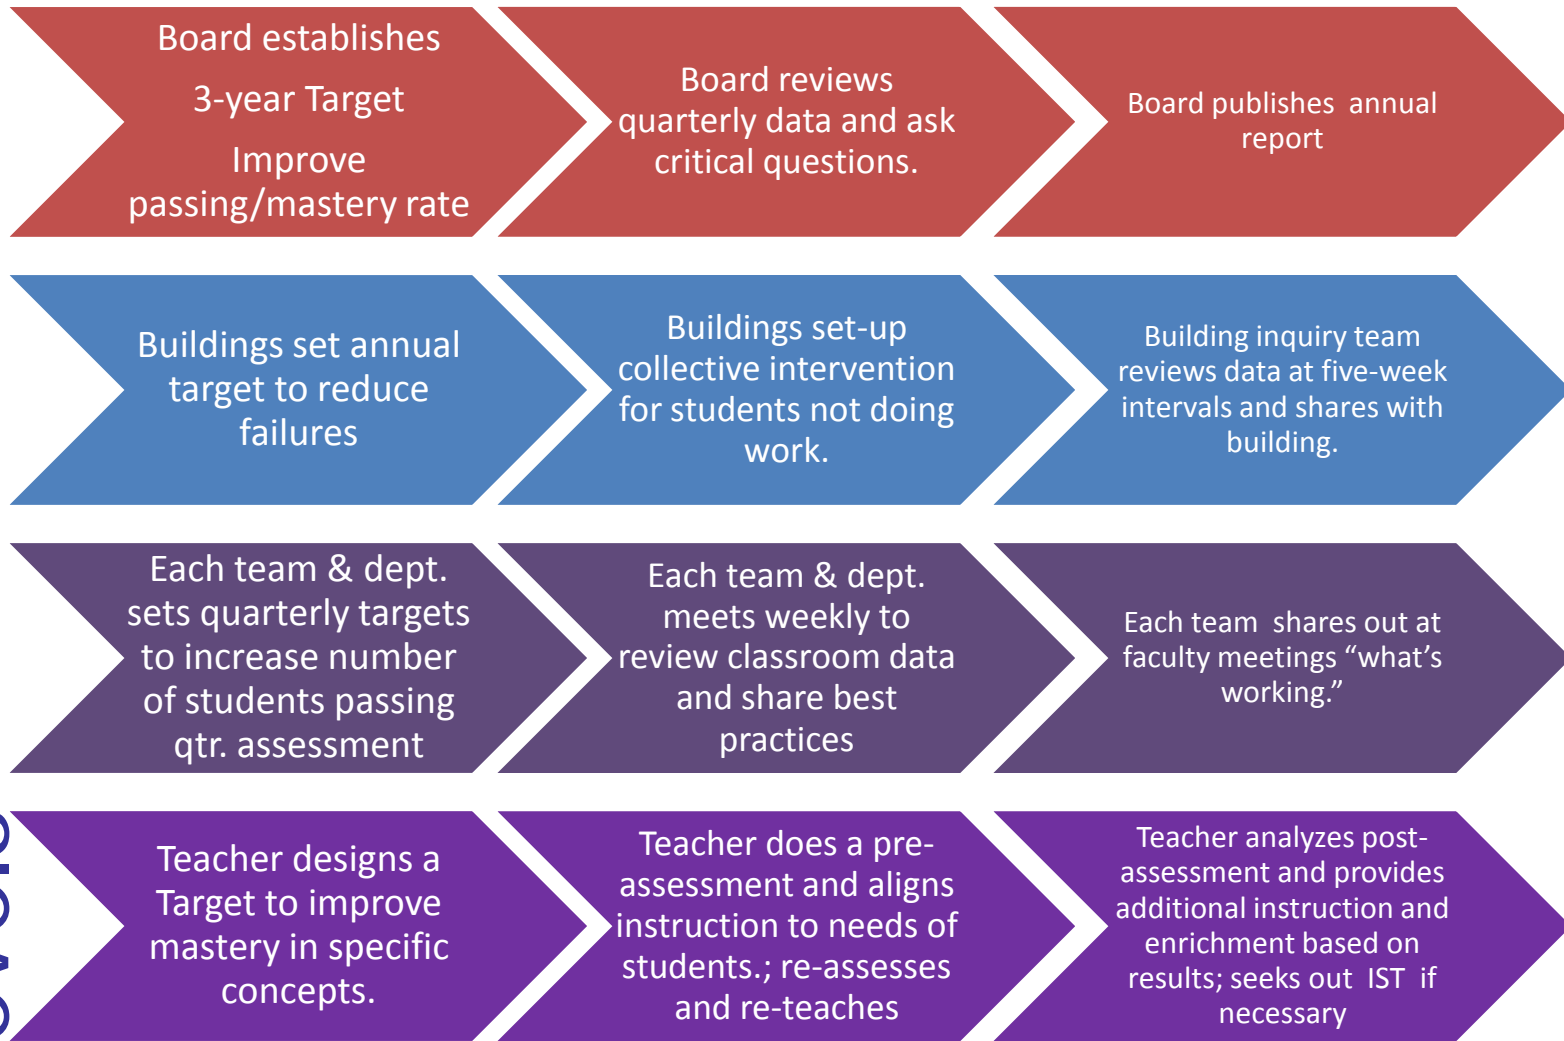 Board establishes
3-year Target
Improve
passing/mastery rate
Board reviews
quarterly data and ask
critical questions.
Board publishes  annual
report
Buildings set annual
target to reduce
failures
Buildings set-up
collective intervention
for students not doing
work.
Building inquiry team
reviews data at five-week
intervals and shares with
building.
Each team & dept.
sets quarterly targets
to increase number
of students passing
qtr. assessment
Each team & dept.
meets weekly to
review classroom data
and share best
practices
Each team  shares out at
faculty meetings “what’s
working.”
Teacher designs a
Target to improve
mastery in specific
concepts.
Teacher does a pre-
assessment and aligns
instruction to needs of
students.; re-assesses
and re-teaches
Teacher analyzes post-
assessment and provides
additional instruction and
enrichment based on
results; seeks out  IST  if
necessary